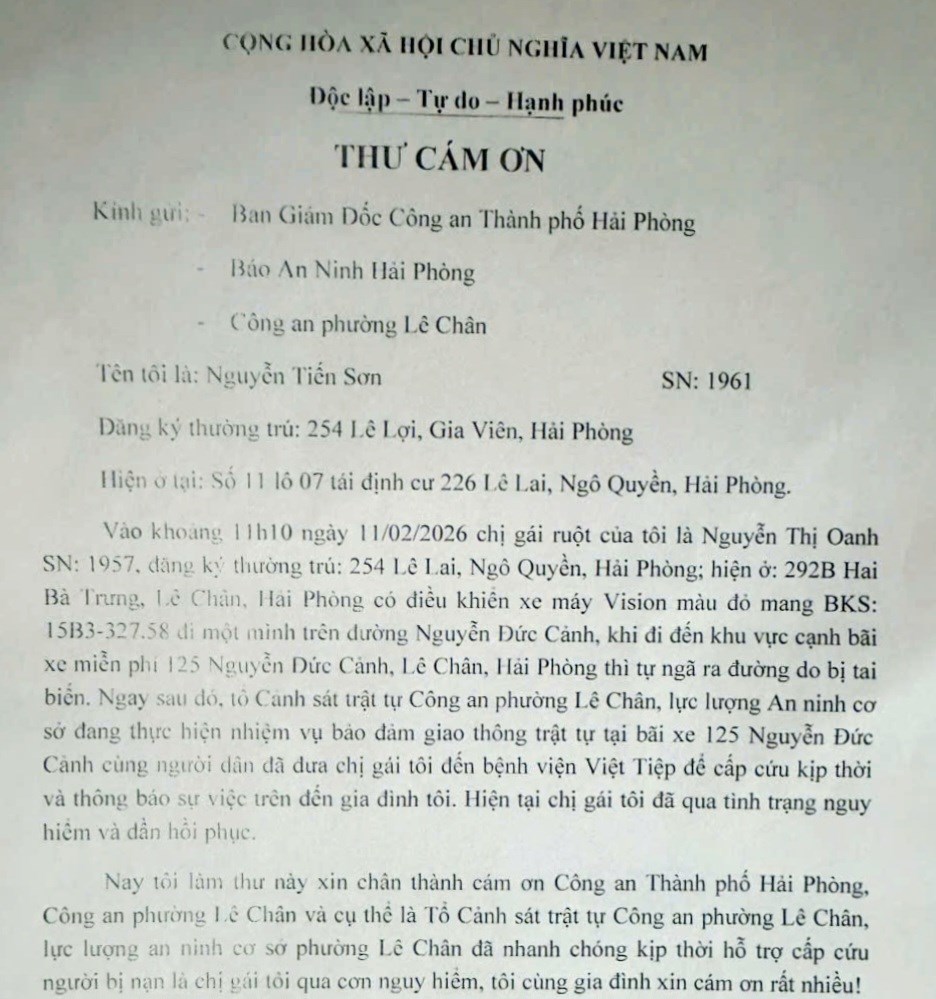 CỘNG HÒA XÃ HỘI CHỦ NGHĨA VIỆT NAM
Độc lập – Tự do – Hạnh phúc
THƯ CÁM ƠN
Kính gửi: - Ban Giám Đốc Công an Thành phố Hải Phòng
- Báo An Ninh Hải Phòng
- Công an phường Lê Chân
Tên tôi là: Nguyễn Tiến Sơn SN: 1961
Đăng ký thường trú: 254 Lê Lợi, Gia Viên, Hải Phòng
Hiện ở tại: Số 11 lô 07 tái định cư 226 Lê Lai, Ngô Quyền, Hải Phòng.
Vào khoảng 11h10 ngày 11/02/2026 chị gái ruột của tôi là Nguyễn Thị Oanh
SN: 1957, đăng ký thường trú: 254 Lê Lai, Ngô Quyền, Hải Phòng; hiện ở: 292B Hai
Bà Trưng, Lê Chân, Hải Phòng có điều khiển xe máy Vision màu đỏ mang BKS:
15B3-327.58 đi một mình trên đường Nguyễn Đức Cảnh, khi đi đến khu vực cạnh bãi
xe miễn phí 125 Nguyễn Đức Cảnh, Lê Chân, Hải Phòng thì tự ngã ra đường do bị tai
biến. Ngay sau đó, tổ Cảnh sát trật tự Công an phường Lê Chân, lực lượng An ninh cơ
sở đang thực hiện nhiệm vụ bảo đảm giao thông trật tự tại bãi xe 125 Nguyễn Đức
Cảnh cùng người dân đã đưa chị gái tôi đến bệnh viện Việt Tiệp để cấp cứu kịp thời
và thông báo sự việc trên đến gia đình tôi. Hiện tại chị gái tôi đã qua tình trạng nguy
hiểm và dần hồi phục.
Nay tôi làm thư này xin chân thành cám ơn Công an Thành phố Hải Phòng,
Công an phường Lê Chân và cụ thể là Tổ Cảnh sát trật tự Công an phường Lê Chân,
lực lượng an ninh cơ sở phường Lê Chân đã nhanh chóng kịp thời hỗ trợ cấp cứu
người bị nạn là chị gái tôi qua cơn nguy hiểm, tôi cùng gia đình xin cám ơn rất nhiều!